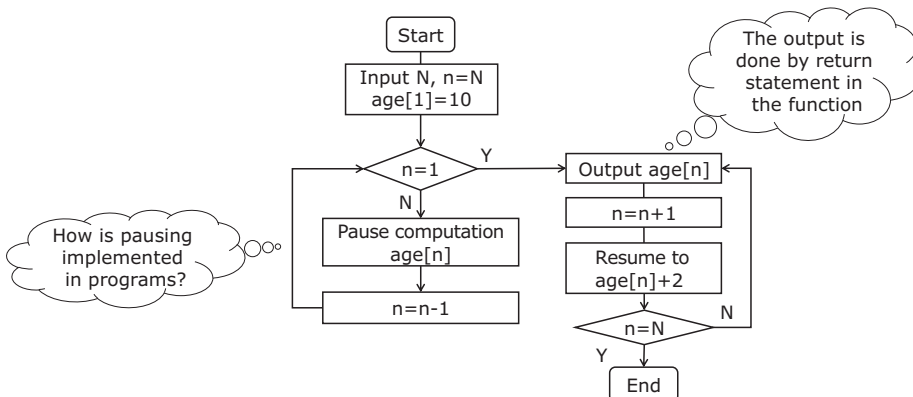 Start
Input N, n=N
age[1]=10
n=1
Y
N
Pause computation
age[n]
n=n-1
How is pausing
implemented
in programs?
The output is
done by return
statement in
the function
Output age[n]
n=n+1
Resume to
age[n]+2
n=N
N
Y
End